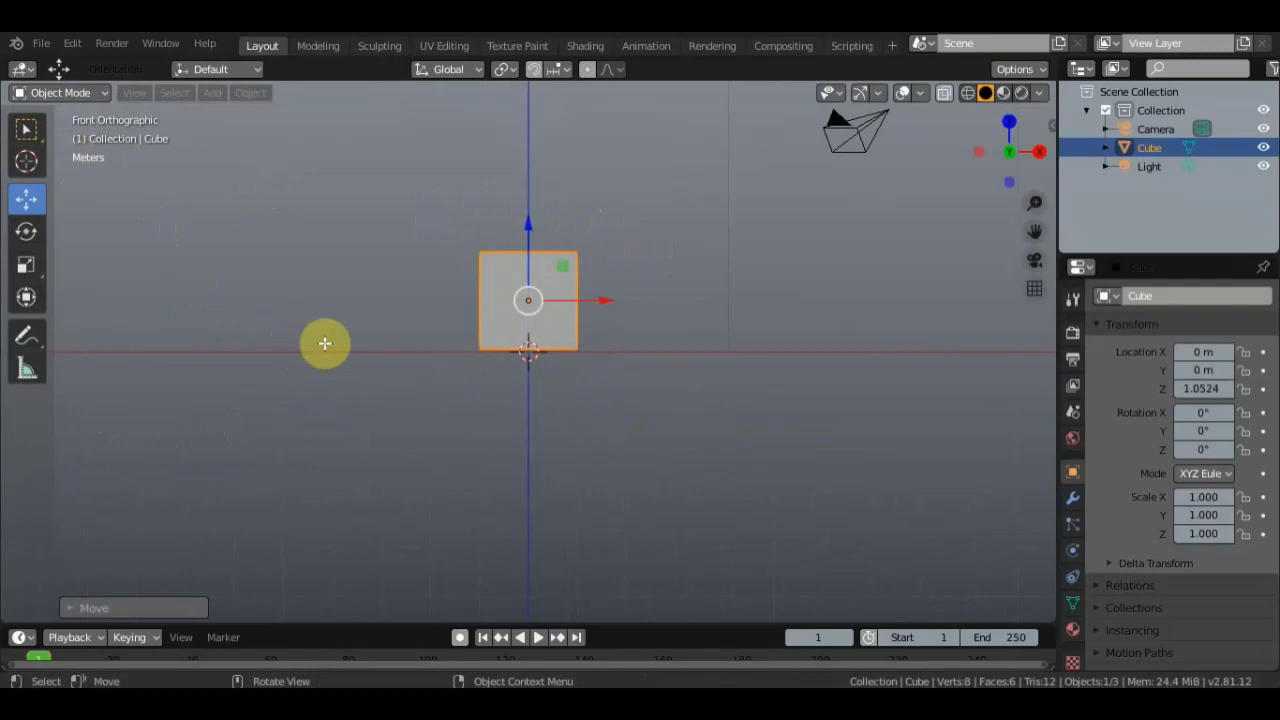 File Edit Render Window Help Layout Modeling Sculpting UV Editing Texture Paint Shading Animation Rendering Compositing Scripting + Scene View Layer
Orientation Default Global Options
Object Mode View Select Add Object
Front Orthographic
(1) Collection | Cube
Meters
Z
Y
X
Scene Collection
Collection
Camera
Cube
Light
Cube
Cube
Transform
Location X 0 m
Y 0 m
Z 1.0524
Rotation X 0°
Y 0°
Z 0°
Mode XYZ Eule
Scale X 1.000
Y 1.000
Z 1.000
Delta Transform
Relations
Collections
Instancing
Motion Paths
Move
Playback Keying View Marker 1 Start 1 End 250
1
Select Move Rotate View Object Context Menu Collection | Cube | Verts:8 | Faces:6 | Tris:12 | Objects:1/3 | Mem: 24.4 MiB | v2.81.12